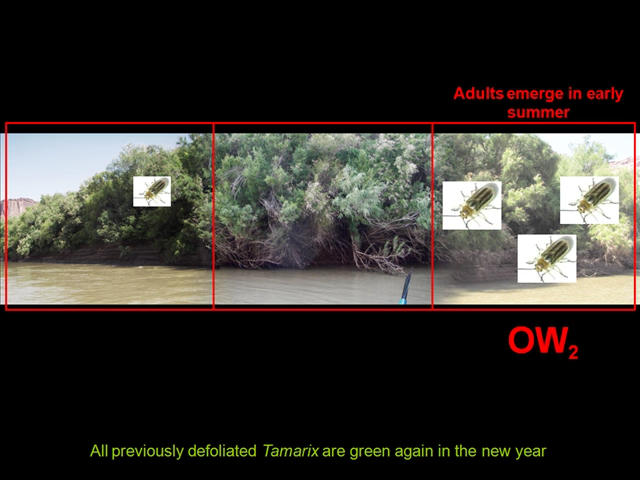 Adults emerge in early
summer
OW2
All previously defoliated Tamarix are green again in the new year